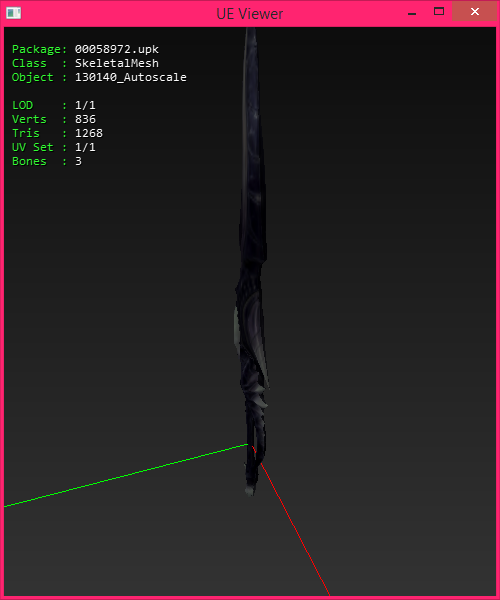 UE Viewer
Package: 00058972.upk
Class : SkeletalMesh
Object : 130140_Autoscale
LOD : 1/1
Verts : 836
Tris : 1268
UV Set : 1/1
Bones : 3